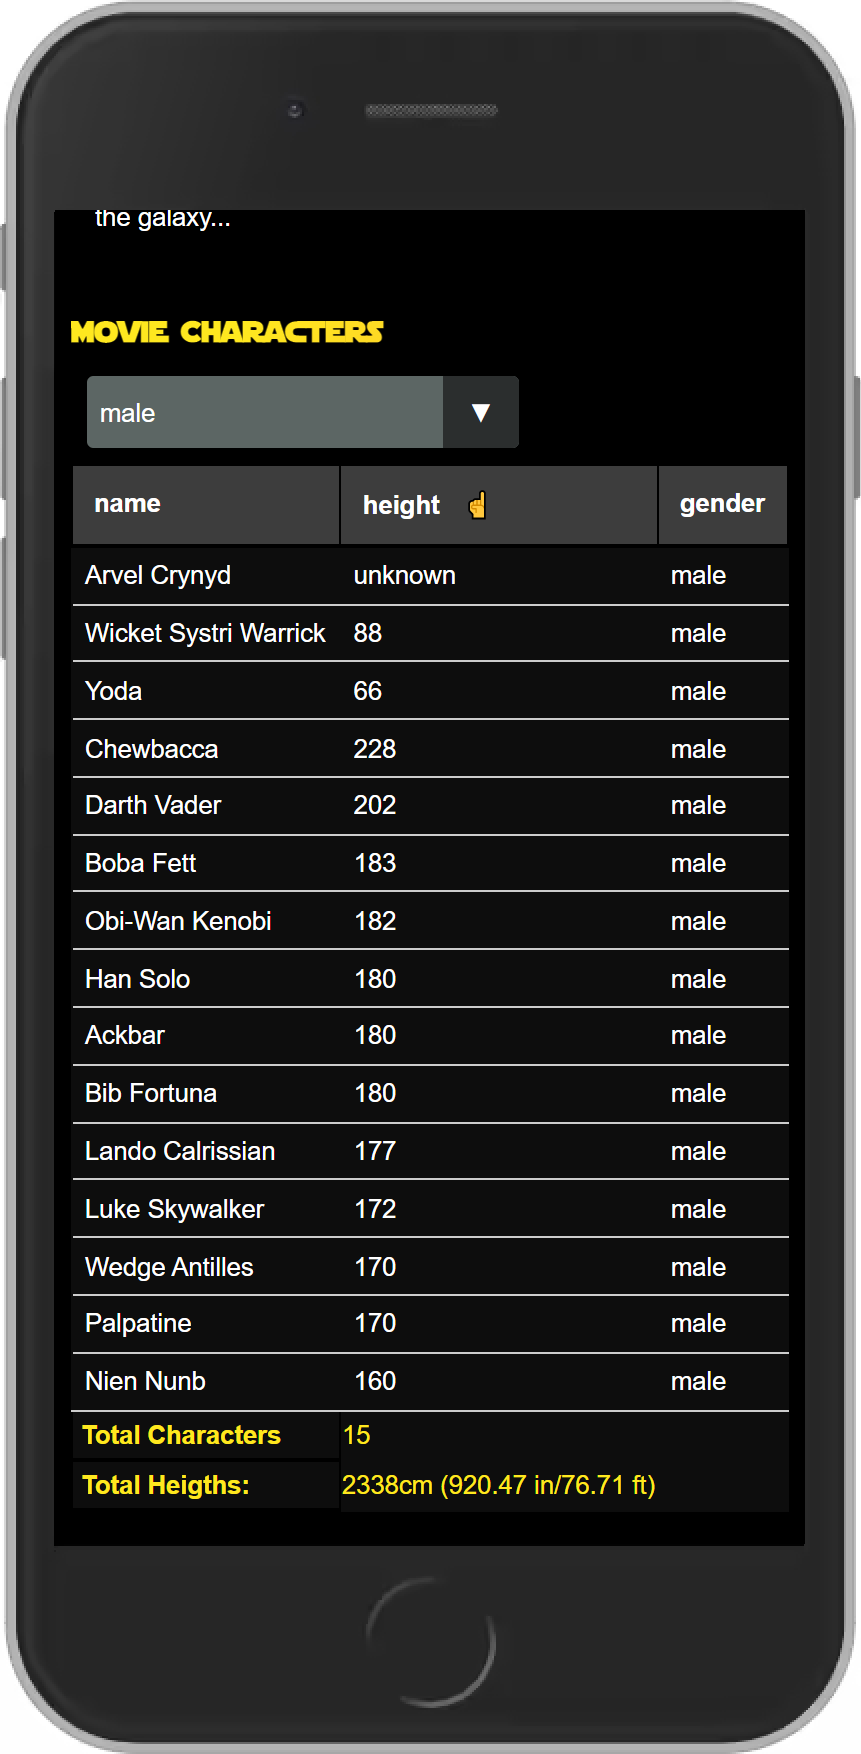 the galaxy...
MOVIE CHARACTERS
male ▼
name height ☝ gender
Arvel Crynyd unknown male
Wicket Systri Warrick 88 male
Yoda 66 male
Chewbacca 228 male
Darth Vader 202 male
Boba Fett 183 male
Obi-Wan Kenobi 182 male
Han Solo 180 male
Ackbar 180 male
Bib Fortuna 180 male
Lando Calrissian 177 male
Luke Skywalker 172 male
Wedge Antilles 170 male
Palpatine 170 male
Nien Nunb 160 male
Total Characters 15
Total Heigths: 2338cm (920.47 in/76.71 ft)